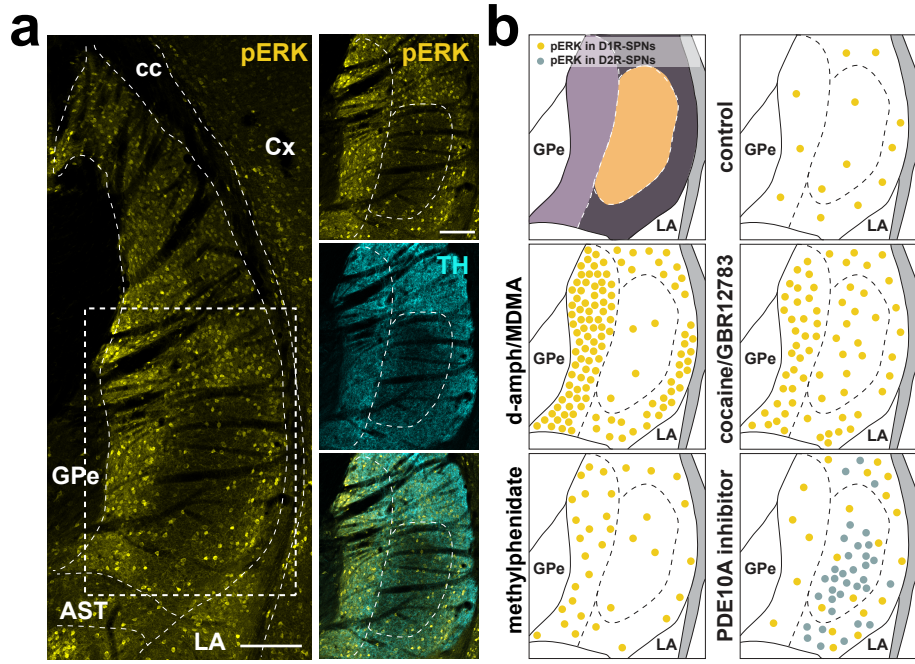 a
pERK
cc
Cx
GPe
AST
LA
pERK
TH
b
pERK in D1R-SPNs
pERK in D2R-SPNs
GPe
LA
control
GPe
LA
d-amph/MDMA
GPe
LA
cocaine/GBR12783
GPe
LA
methylphenidate
GPe
LA
PDE10A inhibitor
GPe
LA